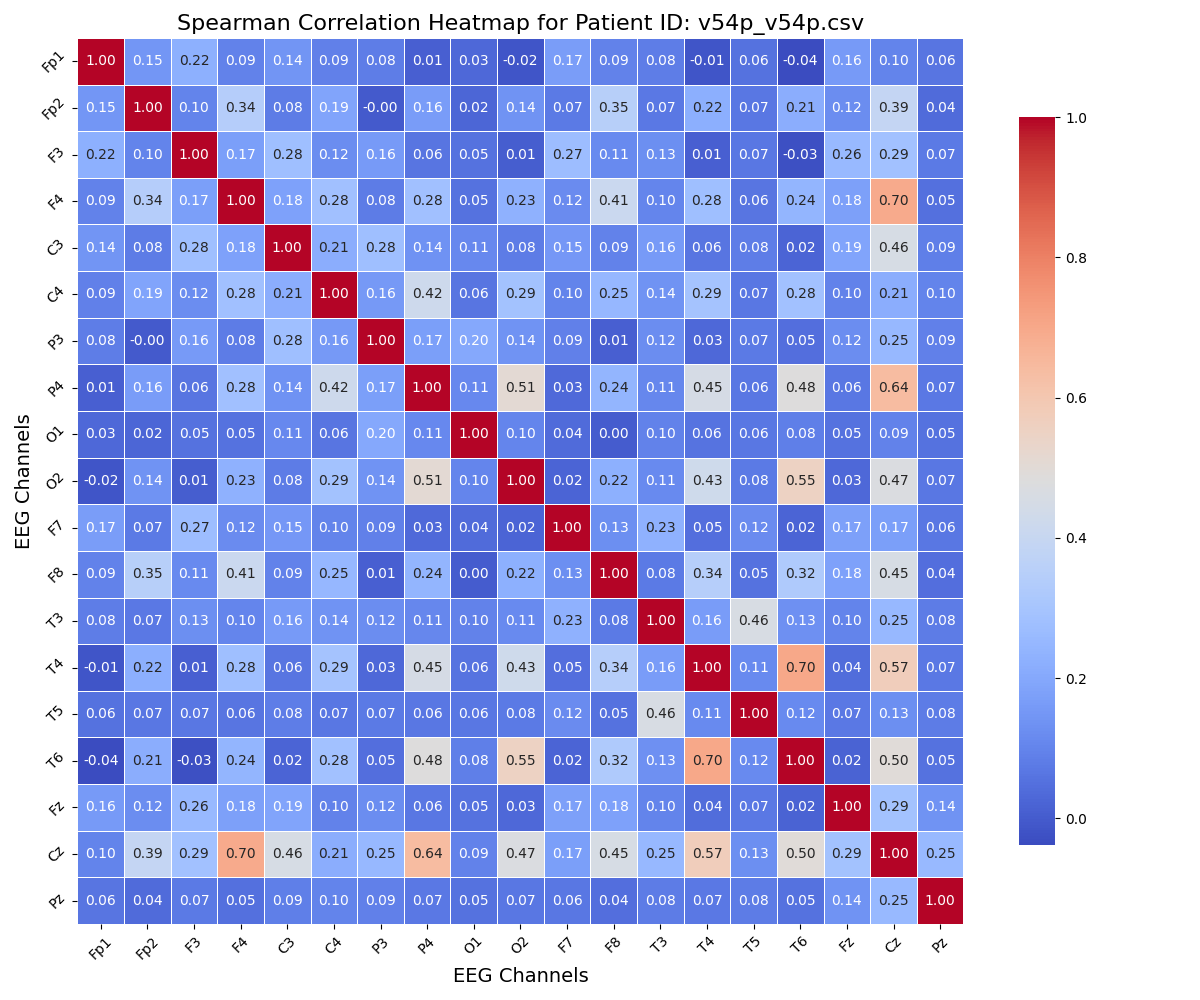 Spearman Correlation Heatmap for Patient ID: v54p_v54p.csv
Fp1 1.00 0.15 0.22 0.09 0.14 0.09 0.08 0.01 0.03 -0.02 0.17 0.09 0.08 -0.01 0.06 -0.04 0.16 0.10 0.06
Fp2 0.15 1.00 0.10 0.34 0.08 0.19 -0.00 0.16 0.02 0.14 0.07 0.35 0.07 0.22 0.07 0.21 0.12 0.39 0.04
F3 0.22 0.10 1.00 0.17 0.28 0.12 0.16 0.06 0.05 0.01 0.27 0.11 0.13 0.01 0.07 -0.03 0.26 0.29 0.07
F4 0.09 0.34 0.17 1.00 0.18 0.28 0.08 0.28 0.05 0.23 0.12 0.41 0.10 0.28 0.06 0.24 0.18 0.70 0.05
C3 0.14 0.08 0.28 0.18 1.00 0.21 0.28 0.14 0.11 0.08 0.15 0.09 0.16 0.06 0.08 0.02 0.19 0.46 0.09
C4 0.09 0.19 0.12 0.28 0.21 1.00 0.16 0.42 0.06 0.29 0.10 0.25 0.14 0.29 0.07 0.28 0.10 0.21 0.10
P3 0.08 -0.00 0.16 0.08 0.28 0.16 1.00 0.17 0.20 0.14 0.09 0.01 0.12 0.03 0.07 0.05 0.12 0.25 0.09
P4 0.01 0.16 0.06 0.28 0.14 0.42 0.17 1.00 0.11 0.51 0.03 0.24 0.11 0.45 0.06 0.48 0.06 0.64 0.07
O1 0.03 0.02 0.05 0.05 0.11 0.06 0.20 0.11 1.00 0.10 0.04 0.00 0.10 0.06 0.06 0.08 0.05 0.09 0.05
O2 -0.02 0.14 0.01 0.23 0.08 0.29 0.14 0.51 0.10 1.00 0.02 0.22 0.11 0.43 0.08 0.55 0.03 0.47 0.07
F7 0.17 0.07 0.27 0.12 0.15 0.10 0.09 0.03 0.04 0.02 1.00 0.13 0.23 0.05 0.12 0.02 0.17 0.17 0.06
F8 0.09 0.35 0.11 0.41 0.09 0.25 0.01 0.24 0.00 0.22 0.13 1.00 0.08 0.34 0.05 0.32 0.18 0.45 0.04
T3 0.08 0.07 0.13 0.10 0.16 0.14 0.12 0.11 0.10 0.11 0.23 0.08 1.00 0.16 0.46 0.13 0.10 0.25 0.08
T4 -0.01 0.22 0.01 0.28 0.06 0.29 0.03 0.45 0.06 0.43 0.05 0.34 0.16 1.00 0.11 0.70 0.04 0.57 0.07
T5 0.06 0.07 0.07 0.06 0.08 0.07 0.07 0.06 0.06 0.08 0.12 0.05 0.46 0.11 1.00 0.12 0.07 0.13 0.08
T6 -0.04 0.21 -0.03 0.24 0.02 0.28 0.05 0.48 0.08 0.55 0.02 0.32 0.13 0.70 0.12 1.00 0.02 0.50 0.05
Fz 0.16 0.12 0.26 0.18 0.19 0.10 0.12 0.06 0.05 0.03 0.17 0.18 0.10 0.04 0.07 0.02 1.00 0.29 0.14
Cz 0.10 0.39 0.29 0.70 0.46 0.21 0.25 0.64 0.09 0.47 0.17 0.45 0.25 0.57 0.13 0.50 0.29 1.00 0.25
Pz 0.06 0.04 0.07 0.05 0.09 0.10 0.09 0.07 0.05 0.07 0.06 0.04 0.08 0.07 0.08 0.05 0.14 0.25 1.00
Fp1 Fp2 F3 F4 C3 C4 P3 P4 O1 O2 F7 F8 T3 T4 T5 T6 Fz Cz Pz
EEG Channels
EEG Channels
1.0
0.8
0.6
0.4
0.2
0.0